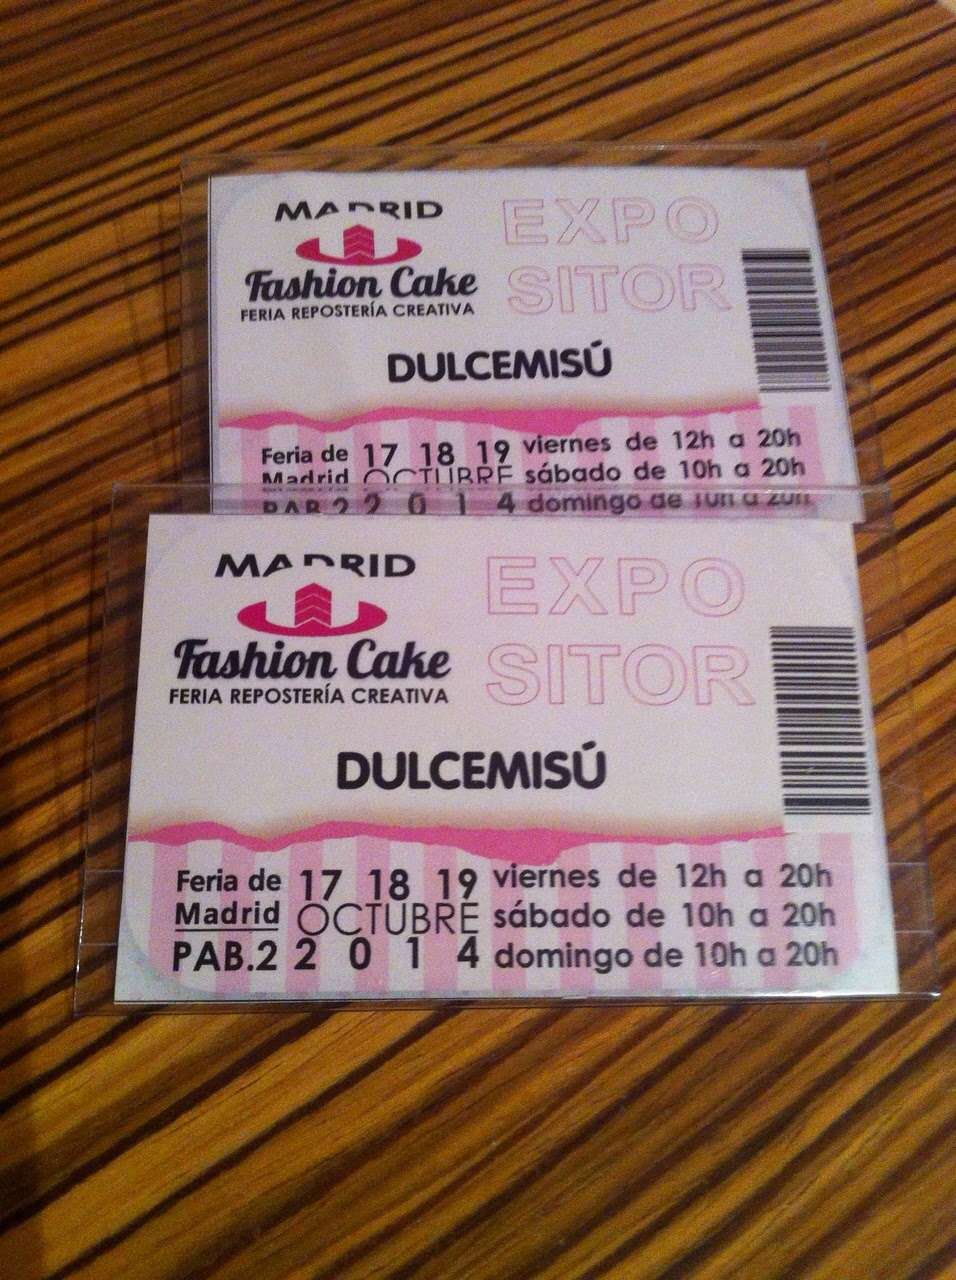 MADRID
Fashion Cake
FERIA REPOSTERÍA CREATIVA
EXPO
SITOR
DULCEMISÚ
Feria de 17 18 19 viernes de 12h a 20h
Madrid OCTUBRE sábado de 10h a 20h
PAB.2 2 0 1 4 domingo de 10h a 20h
MADRID
Fashion Cake
FERIA REPOSTERÍA CREATIVA
EXPO
SITOR
DULCEMISÚ
Feria de 17 18 19 viernes de 12h a 20h
Madrid OCTUBRE sábado de 10h a 20h
PAB.2 2 0 1 4 domingo de 10h a 20h